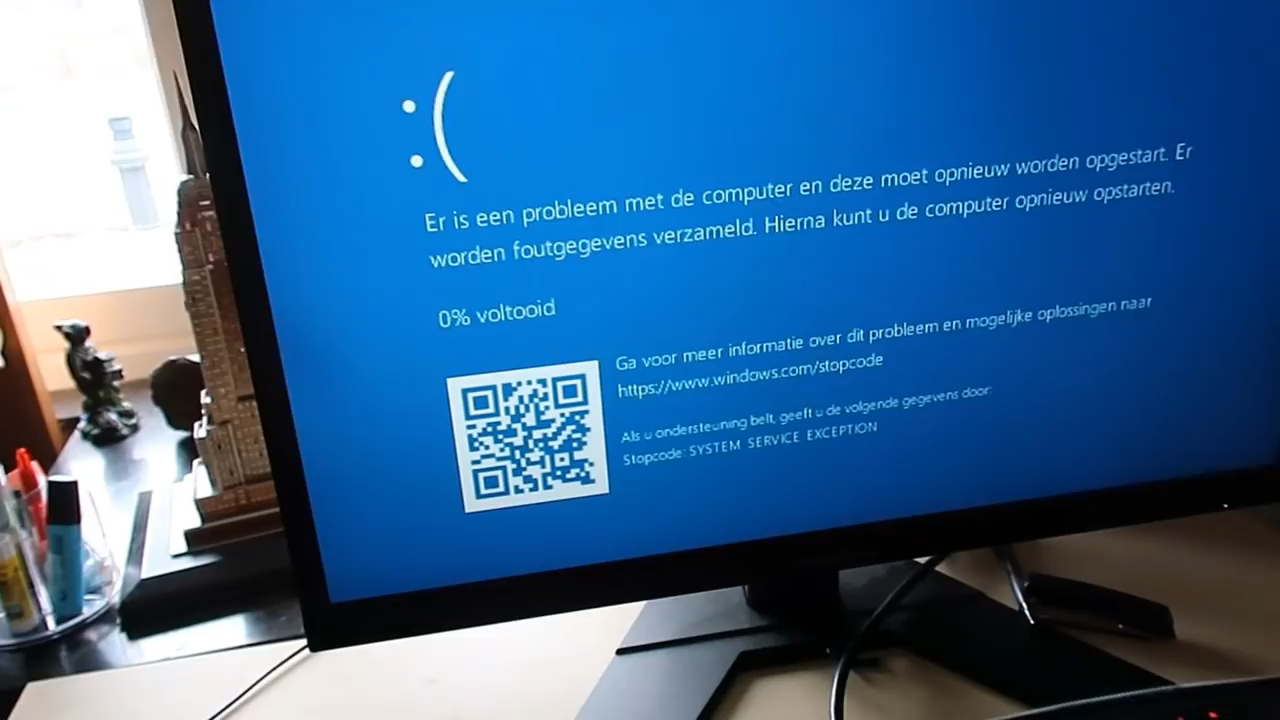 :(
Er is een probleem met de computer en deze moet opnieuw worden opgestart. Er
worden foutgegevens verzameld. Hierna kunt u de computer opnieuw opstarten.
0% voltooid
Ga voor meer informatie over dit probleem en mogelijke oplossingen naar
https://www.windows.com/stopcode
Als u ondersteuning belt, geeft u de volgende gegevens door:
Stopcode: SYSTEM SERVICE EXCEPTION